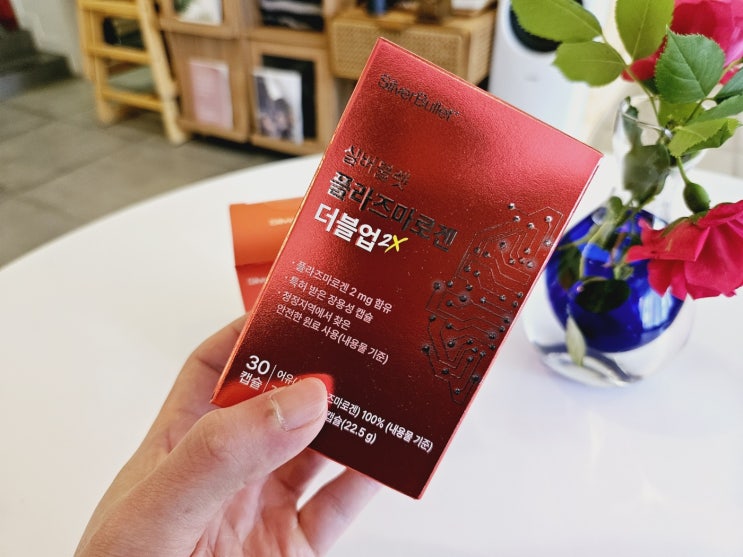 SilverBullet
실버불렛
플라즈마로겐
더블업2X
· 플라즈마로겐 2 mg 함유
· 특허 받은 장용성 캡슐
· 청정지역에서 찾은
안전한 원료 사용(내용물 기준)
30
캡슐
어유( 즈마로겐) 100% (내용물 기준)
캡슐(22.5 g)